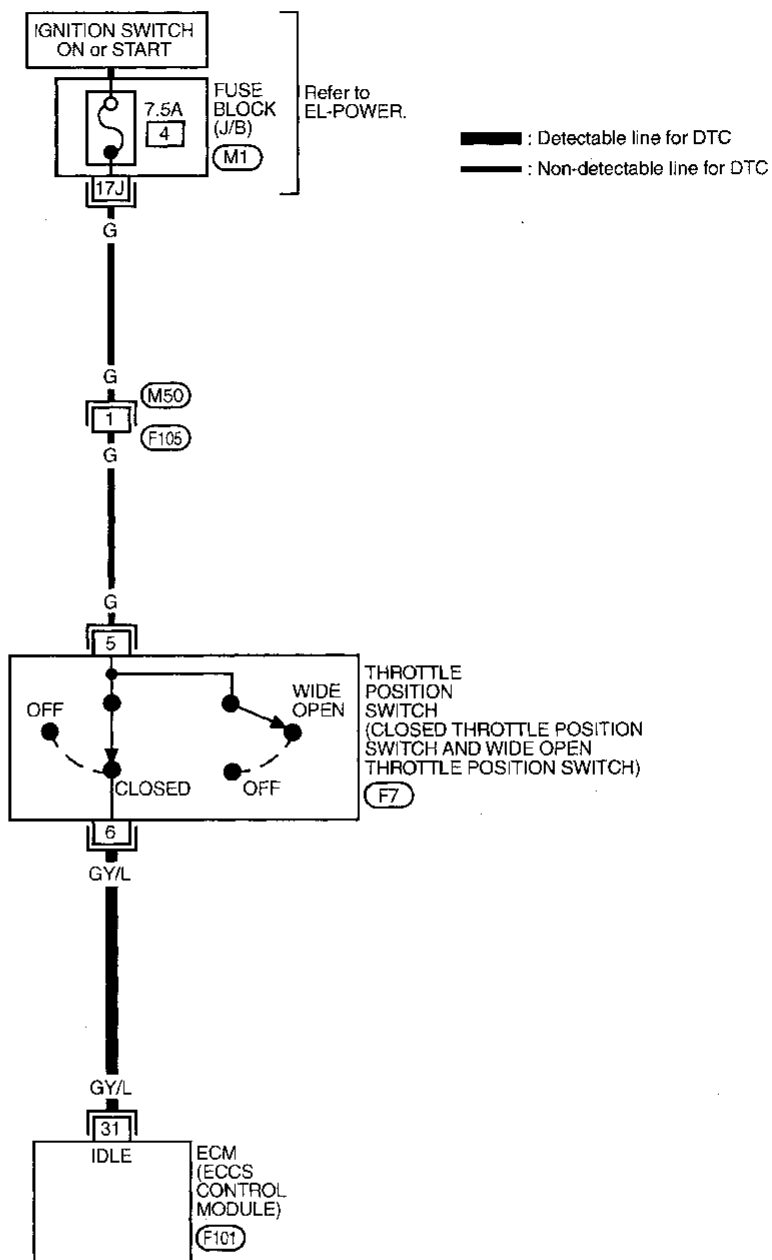 IGNITION SWITCH
ON or START
FUSE
BLOCK
(J/B)
M1
7.5A
4
Refer to
EL-POWER.
: Detectable line for DTC
: Non-detectable line for DTC
17J
G
G
M50
1
F105
G
G
5
OFF
CLOSED
WIDE
OPEN
OFF
THROTTLE
POSITION
SWITCH
(CLOSED THROTTLE POSITION
SWITCH AND WIDE OPEN
THROTTLE POSITION SWITCH)
F7
6
GY/L
GY/L
31
IDLE
ECM
(ECCS
CONTROL
MODULE)
F101